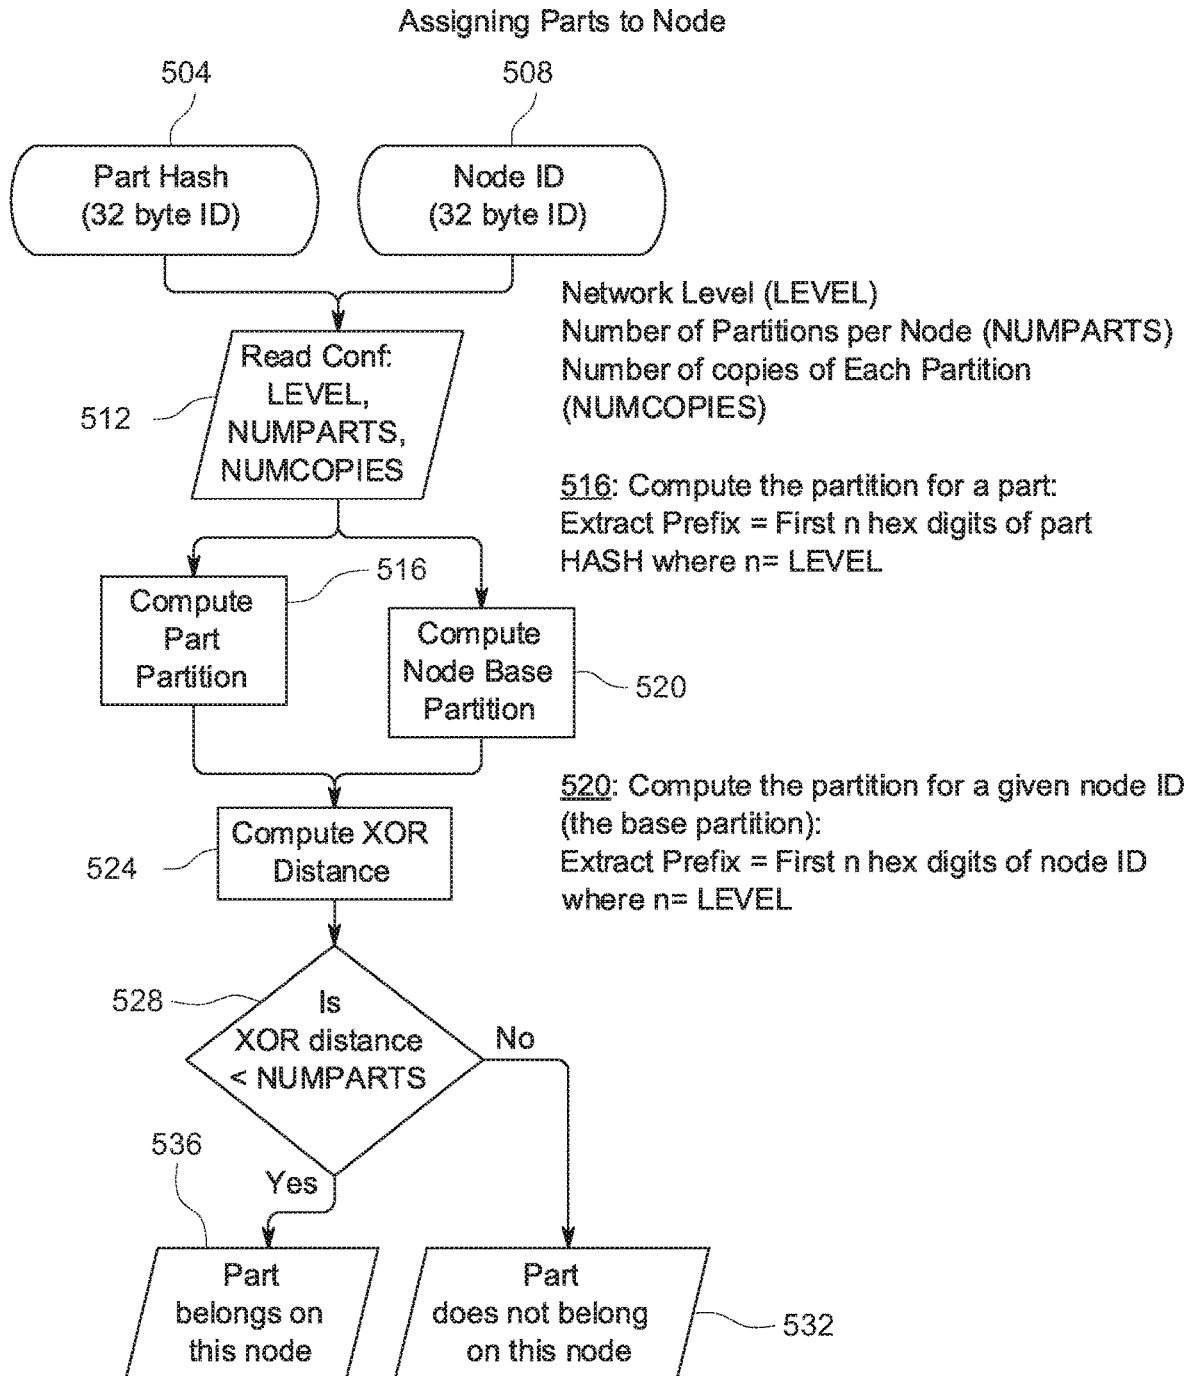 Assigning Parts to Node
504
508
Part Hash
(32 byte ID)
Node ID
(32 byte ID)
Network Level (LEVEL)
Number of Partitions per Node (NUMPARTS)
Number of copies of Each Partition
(NUMCOPIES)
Read Conf:
LEVEL,
NUMPARTS,
NUMCOPIES
512
516: Compute the partition for a part:
Extract Prefix = First n hex digits of part
HASH where n= LEVEL
516
Compute
Part
Partition
Compute
Node Base
Partition
520
520: Compute the partition for a given node ID
(the base partition):
Extract Prefix = First n hex digits of node ID
where n= LEVEL
Compute XOR
Distance
524
528
Is
XOR distance
< NUMPARTS
No
Yes
536
Part
belongs on
this node
Part
does not belong
on this node
532